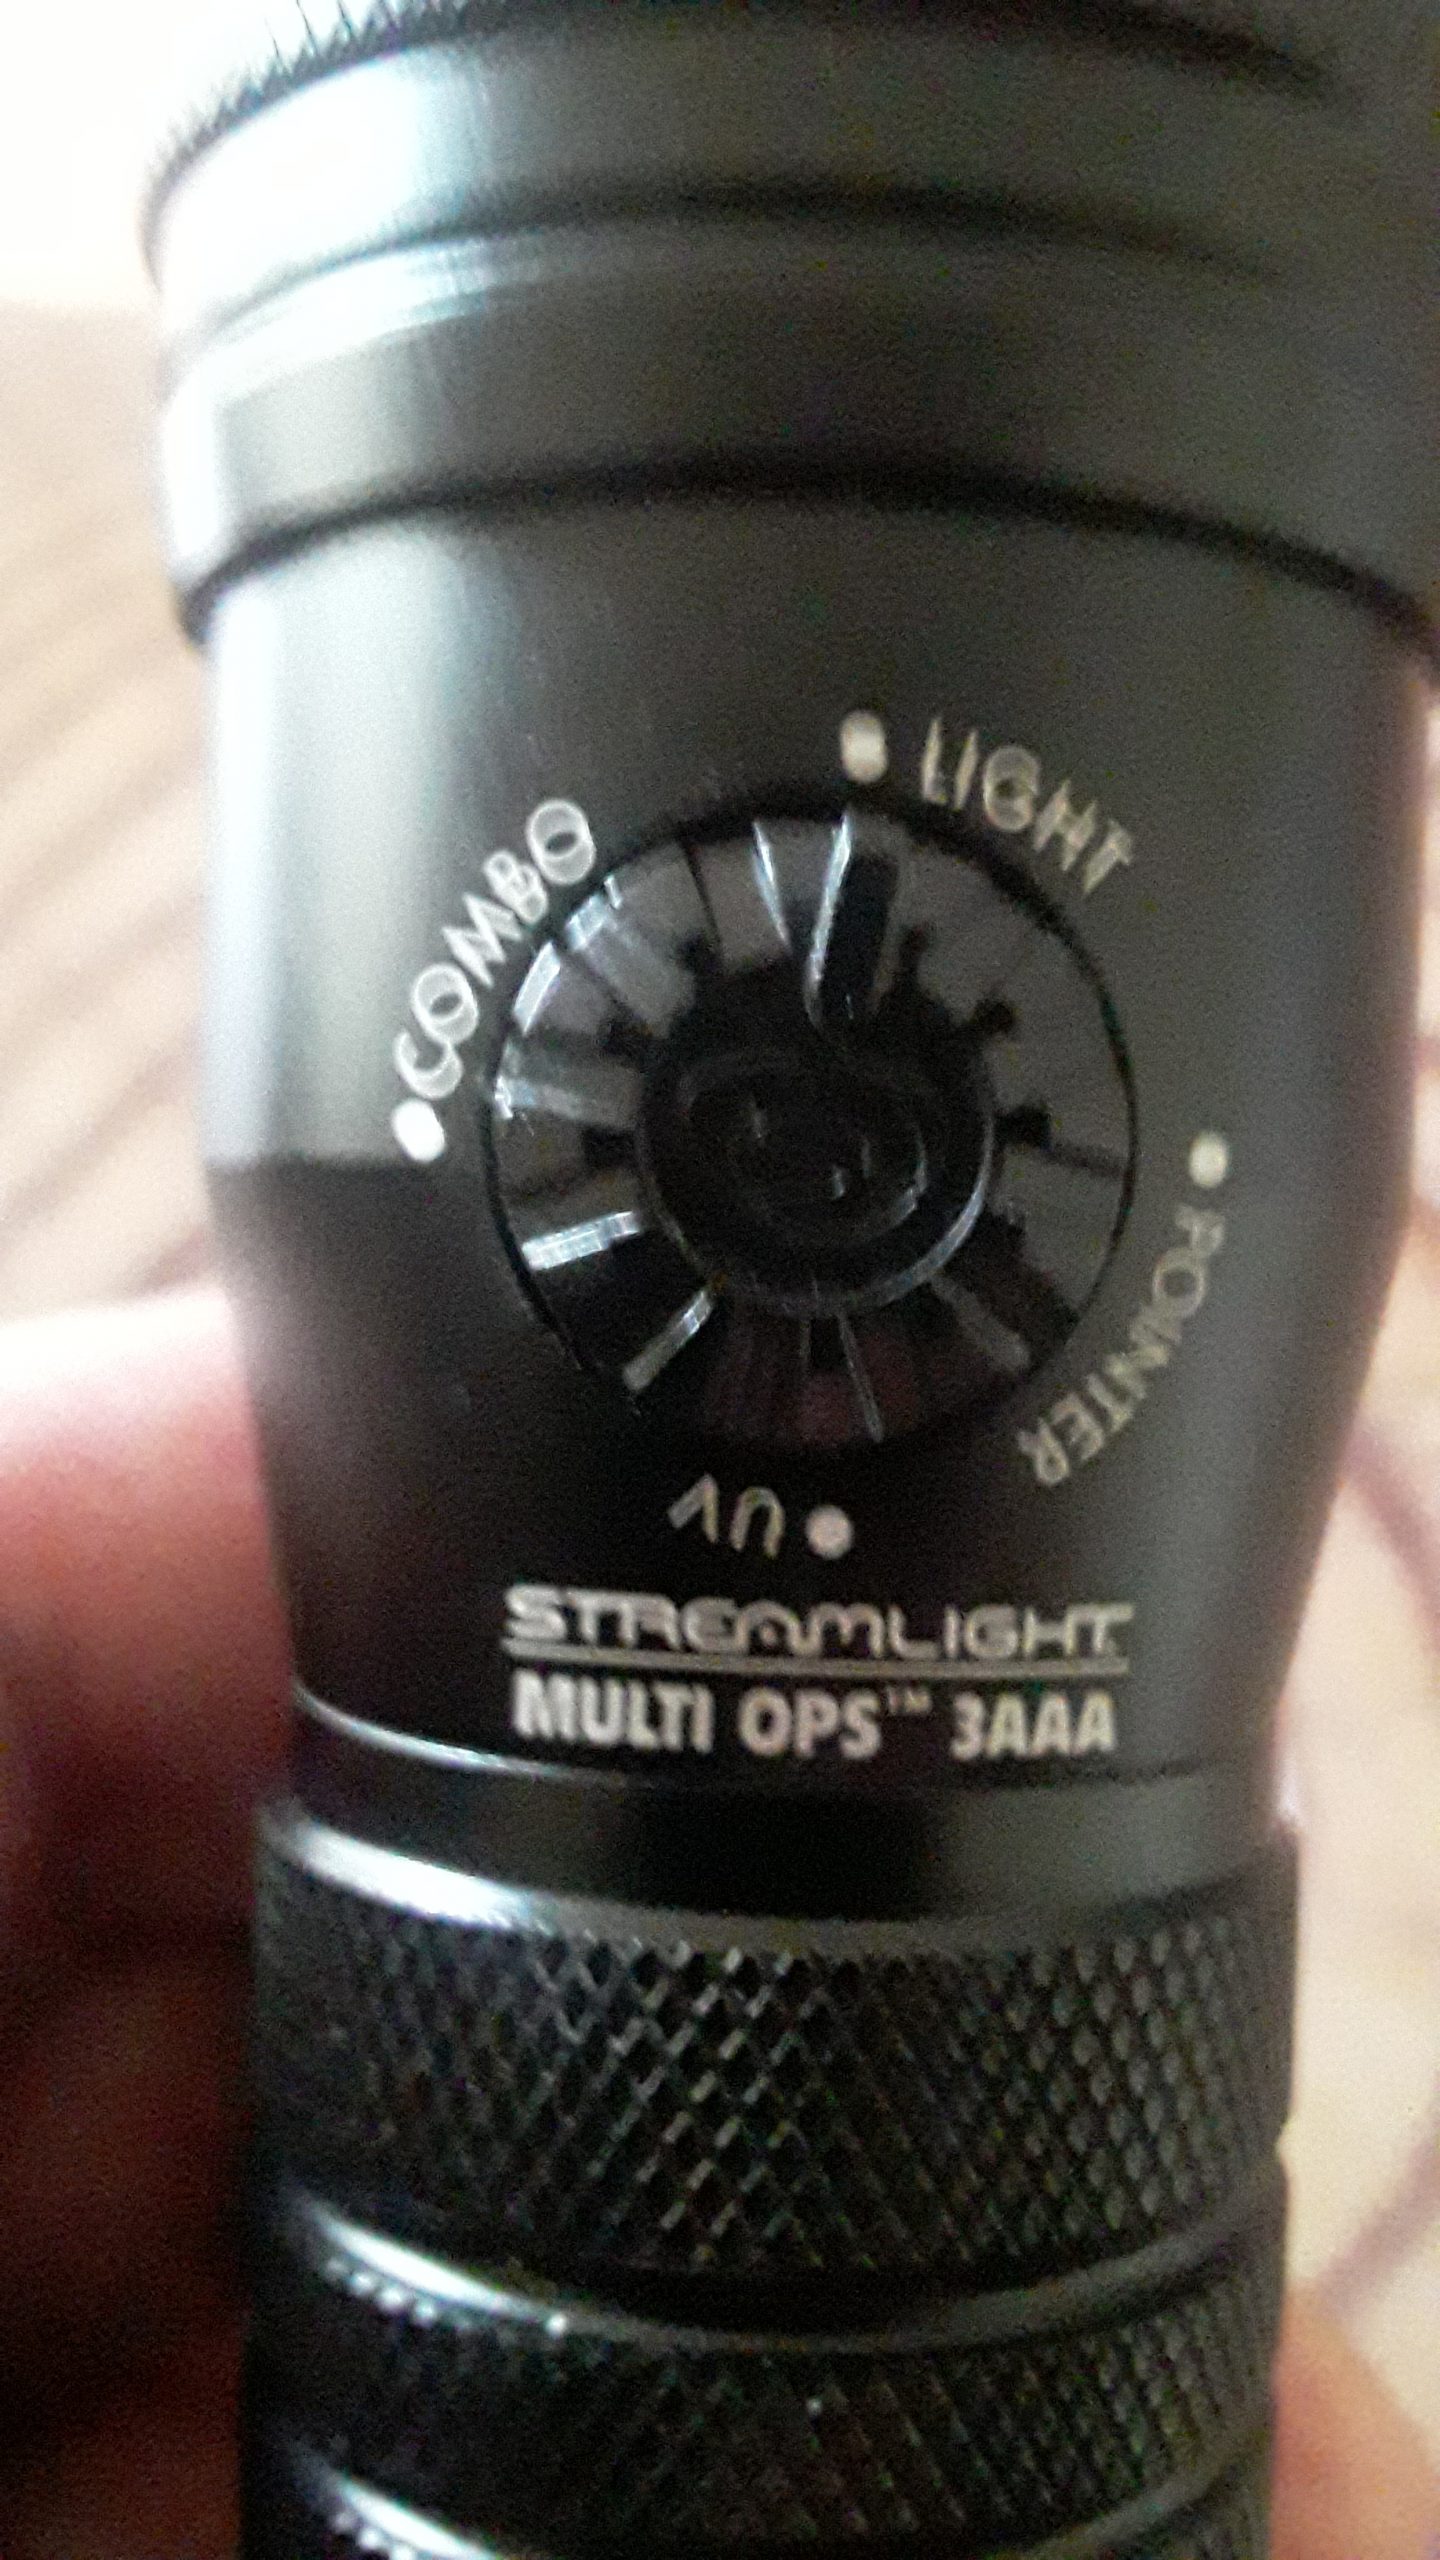 LIGHT
COMBO
POINTER
UV
STREAMLIGHT
MULTI OPS™ 3AAA